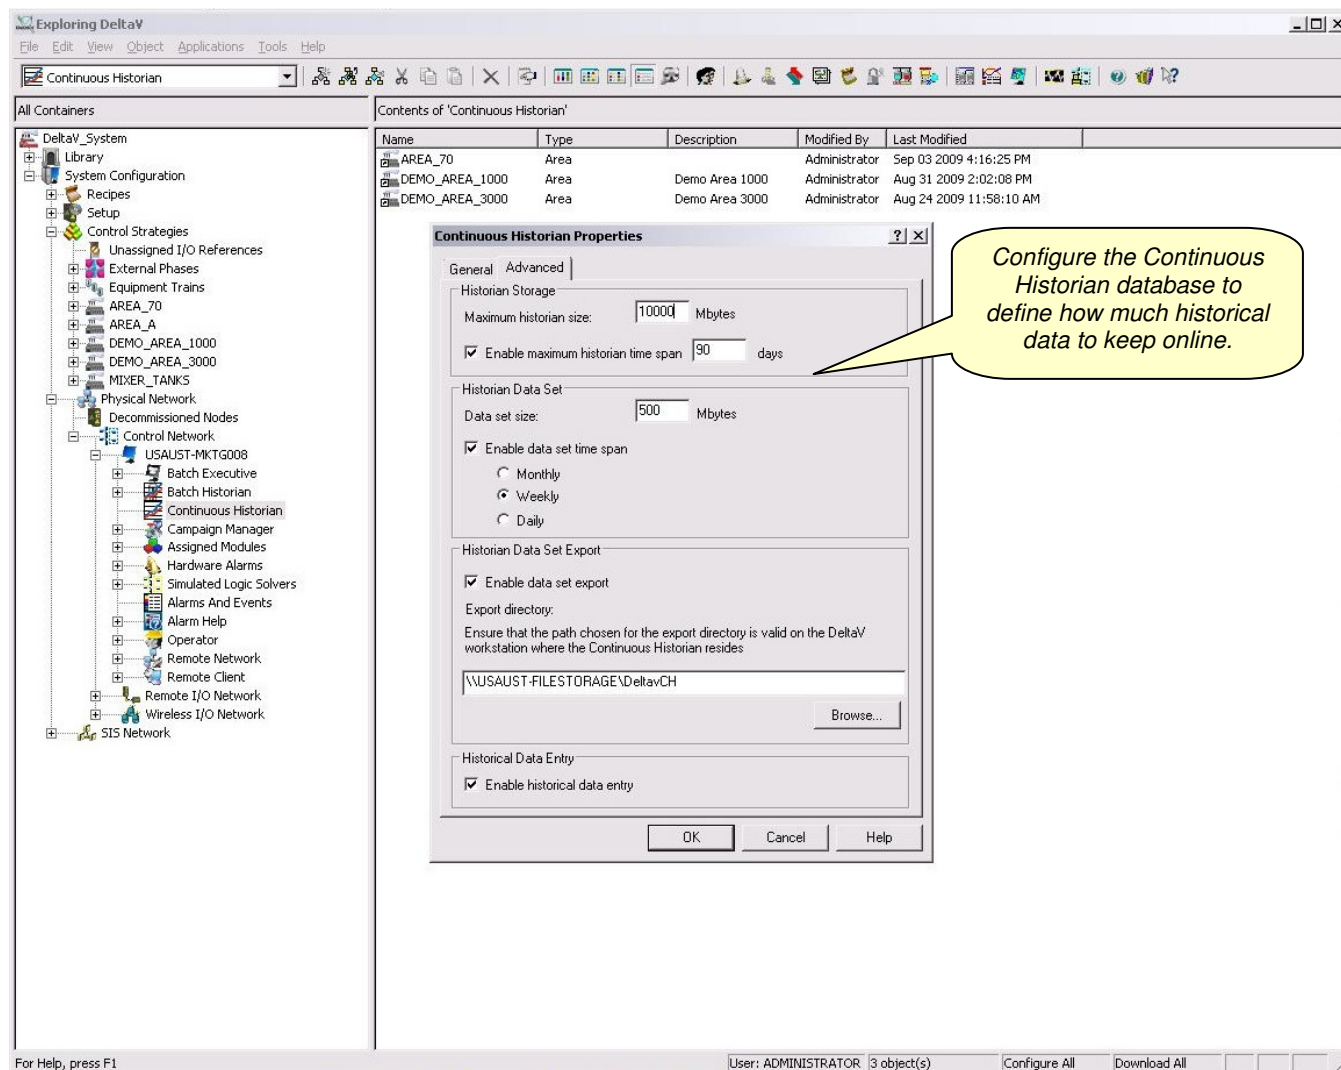 Exploring DeltaV
File Edit View Object Applications Tools Help
Continuous Historian
All Containers
Contents of 'Continuous Historian'
DeltaV_System
Library
System Configuration
Recipes
Setup
Control Strategies
Unassigned I/O References
External Phases
Equipment Trains
AREA_70
AREA_A
DEMO_AREA_1000
DEMO_AREA_3000
MIXER_TANKS
Physical Network
Decommissioned Nodes
Control Network
USAUST-MKTG008
Batch Executive
Batch Historian
Continuous Historian
Campaign Manager
Assigned Modules
Hardware Alarms
Simulated Logic Solvers
Alarms And Events
Alarm Help
Operator
Remote Network
Remote Client
Remote I/O Network
Wireless I/O Network
SIS Network
Name Type Description Modified By Last Modified
AREA_70 Area Administrator Sep 03 2009 4:16:25 PM
DEMO_AREA_1000 Area Demo Area 1000 Administrator Aug 31 2009 2:02:08 PM
DEMO_AREA_3000 Area Demo Area 3000 Administrator Aug 24 2009 11:58:10 AM
Continuous Historian Properties
General Advanced
Historian Storage
Maximum historian size: 10000 Mbytes
Enable maximum historian time span 90 days
Historian Data Set
Data set size: 500 Mbytes
Enable data set time span
Monthly
Weekly
Daily
Historian Data Set Export
Enable data set export
Export directory:
Ensure that the path chosen for the export directory is valid on the DeltaV
workstation where the Continuous Historian resides
\\USAUST-FILESTORAGE\DeltavCH
Browse...
Historical Data Entry
Enable historical data entry
OK Cancel Help
Configure the Continuous
Historian database to
define how much historical
data to keep online.
For Help, press F1
User: ADMINISTRATOR 3 object(s) Configure All Download All